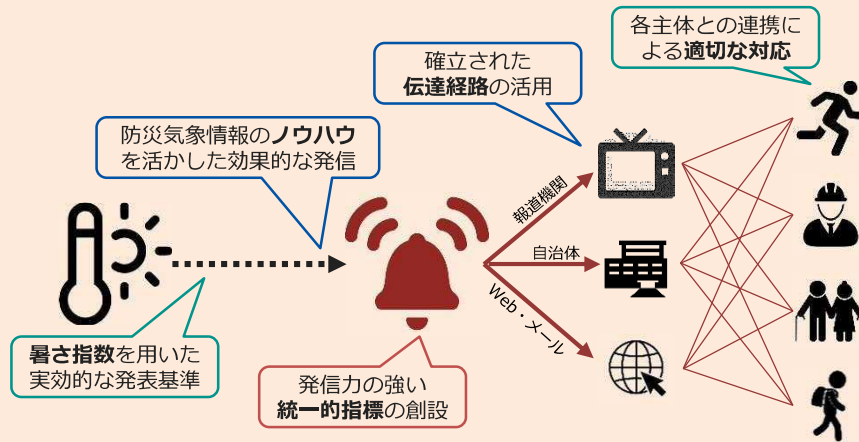 各主体との連携に
よる適切な対応
確立された
伝達経路の活用
防災気象情報のノウハウ
を活かした効果的な発信
報道機関
自治体
Web・メール
暑さ指数を用いた
実効的な発表基準
発信力の強い
統一的指標の創設